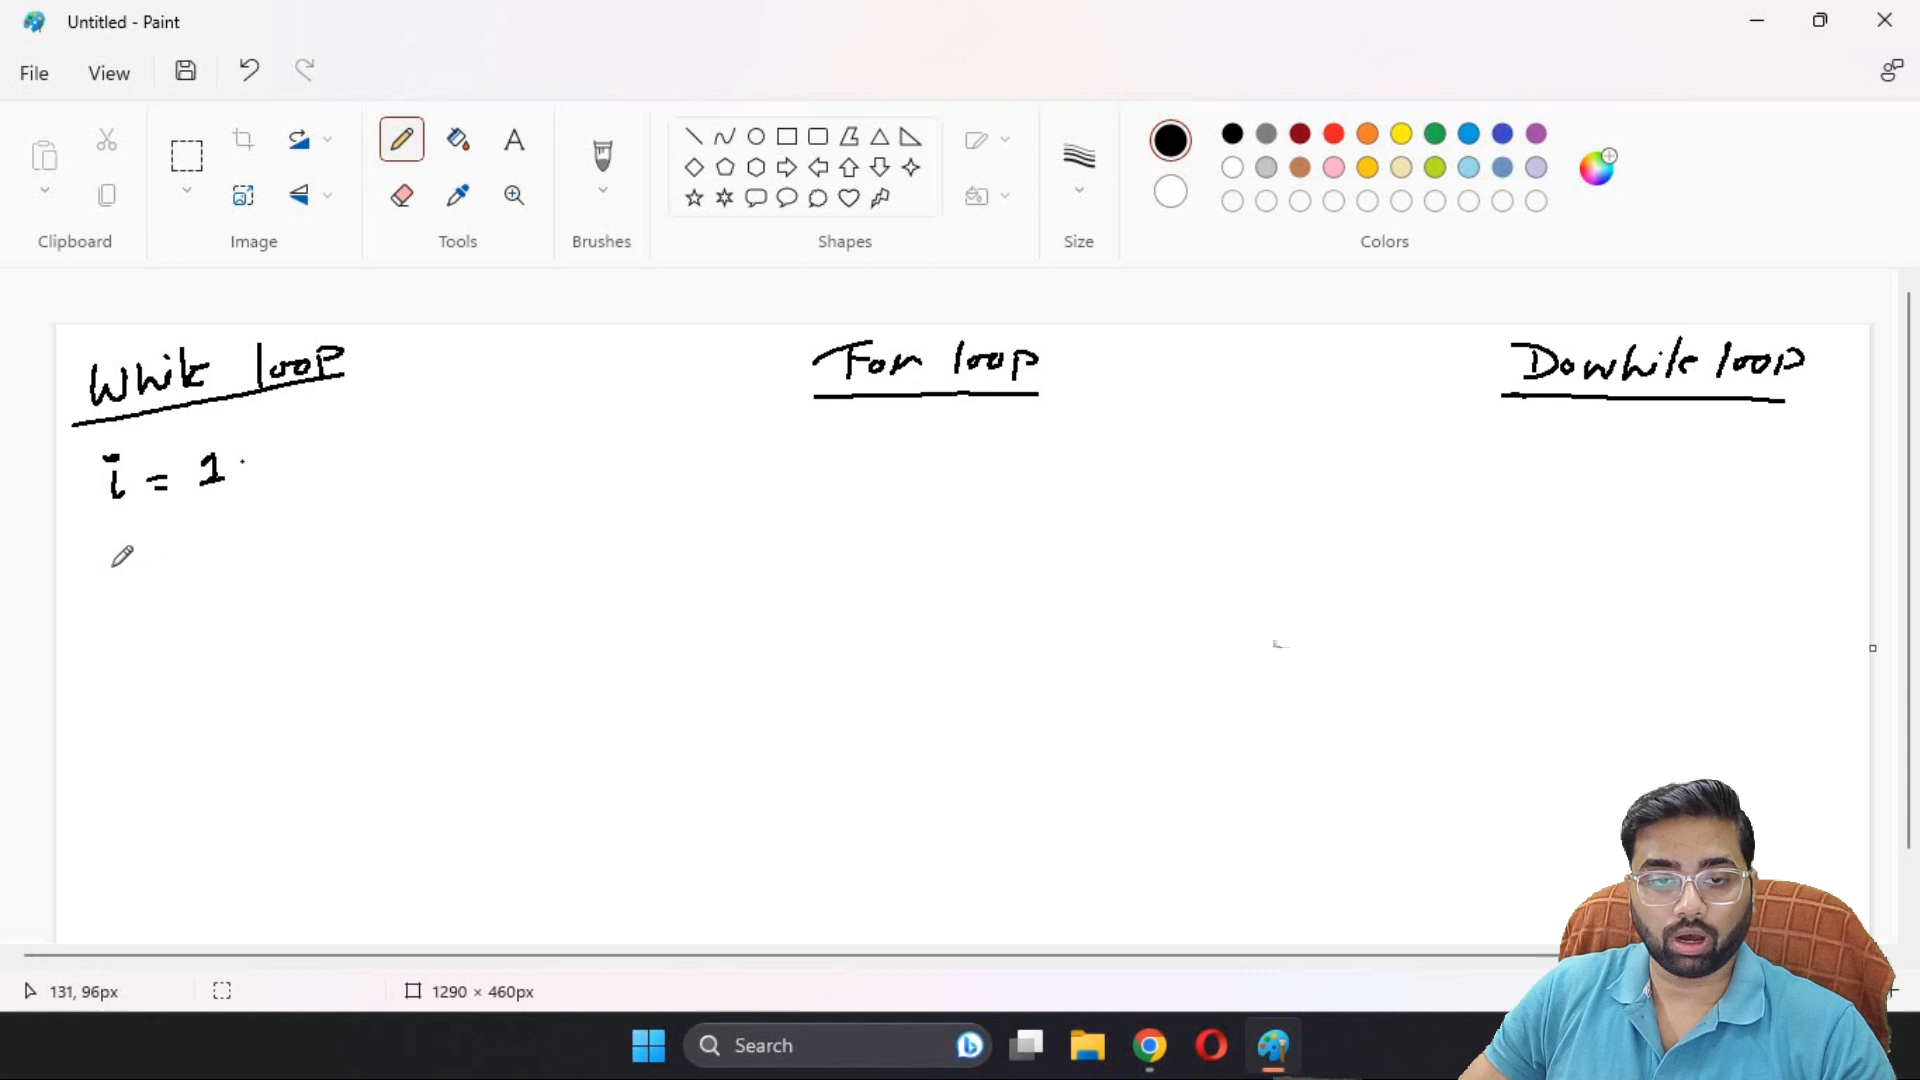 Untitled - Paint
File View
Clipboard Image Tools Brushes Shapes Size Colors
While loop For loop Dowhile loop
i = 1
131, 96px 1290 × 460px
Search